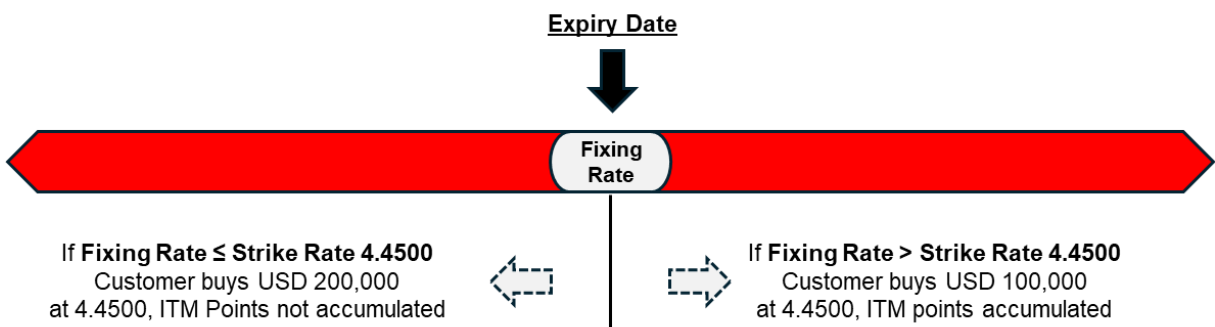 Expiry Date
Fixing
Rate
If Fixing Rate ≤ Strike Rate 4.4500
Customer buys USD 200,000
at 4.4500, ITM Points not accumulated
If Fixing Rate > Strike Rate 4.4500
Customer buys USD 100,000
at 4.4500, ITM points accumulated